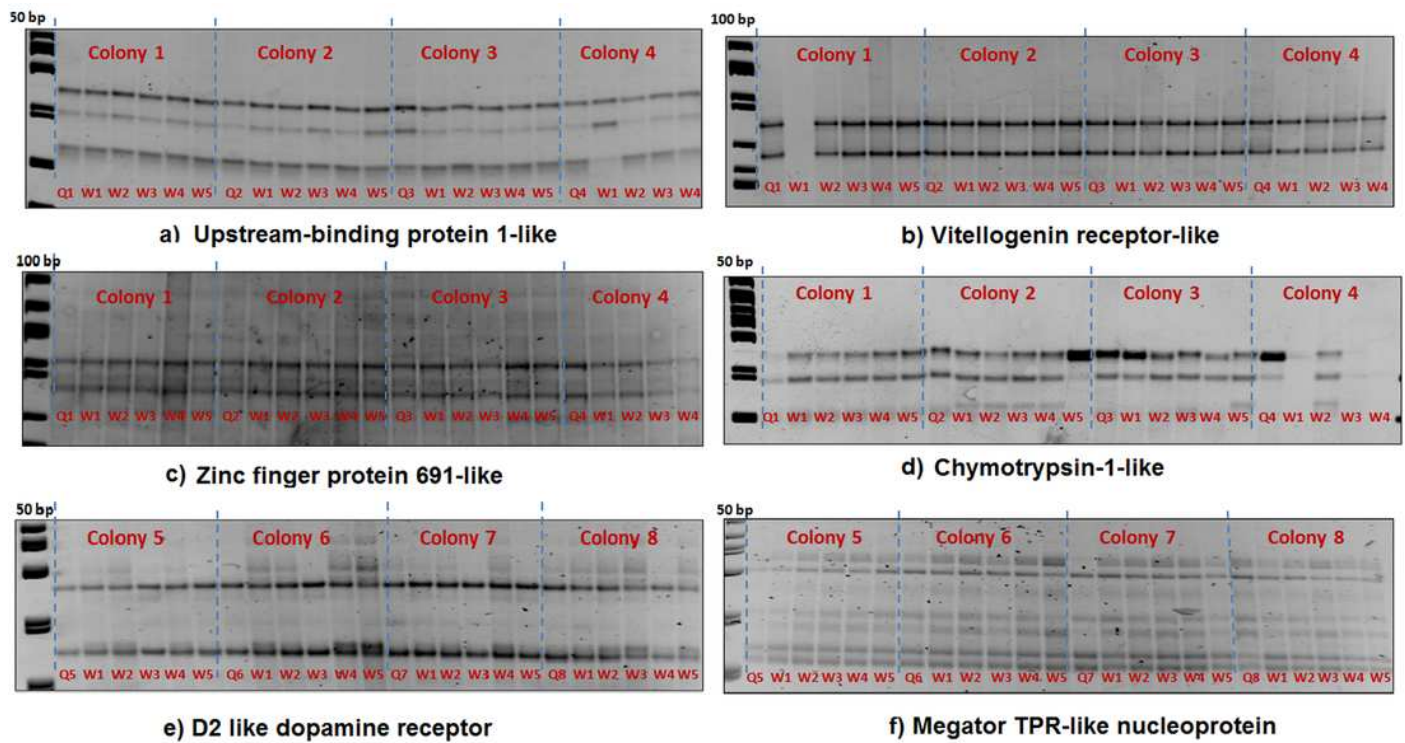 50 bp
Colony 1 Colony 2 Colony 3 Colony 4
Q1 W1 W2 W3 W4 W5 Q2 W1 W2 W3 W4 W5 Q3 W1 W2 W3 W4 W5 Q4 W1 W2 W3 W4
a) Upstream-binding protein 1-like
100 bp
Colony 1 Colony 2 Colony 3 Colony 4
Q1 W1 W2 W3 W4 W5 Q2 W1 W2 W3 W4 W5 Q3 W1 W2 W3 W4 W5 Q4 W1 W2 W3 W4
b) Vitellogenin receptor-like
100 bp
Colony 1 Colony 2 Colony 3 Colony 4
Q1 W1 W2 W3 W4 W5 Q2 W1 W2 W3 W4 W5 Q3 W1 W2 W3 W4 W5 Q4 W1 W2 W3 W4
c) Zinc finger protein 691-like
50 bp
Colony 1 Colony 2 Colony 3 Colony 4
Q1 W1 W2 W3 W4 W5 Q2 W1 W2 W3 W4 W5 Q3 W1 W2 W3 W4 W5 Q4 W1 W2 W3 W4
d) Chymotrypsin-1-like
50 bp
Colony 5 Colony 6 Colony 7 Colony 8
Q5 W1 W2 W3 W4 W5 Q6 W1 W2 W3 W4 W5 Q7 W1 W2 W3 W4 W5 Q8 W1 W2 W3 W4 W5
e) D2 like dopamine receptor
50 bp
Colony 5 Colony 6 Colony 7 Colony 8
Q5 W1 W2 W3 W4 W5 Q6 W1 W2 W3 W4 W5 Q7 W1 W2 W3 W4 W5 Q8 W1 W2 W3 W4 W5
f) Megator TPR-like nucleoprotein